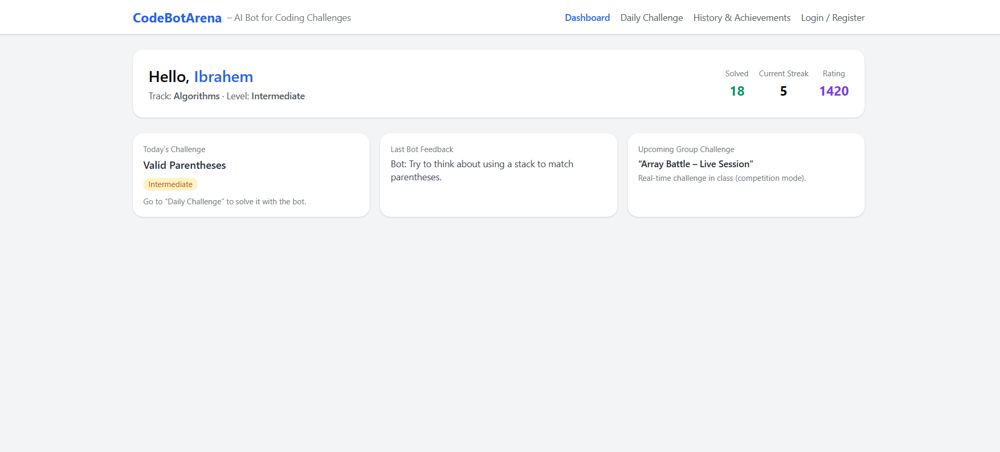 CodeBotArena – AI Bot for Coding Challenges
Dashboard Daily Challenge History & Achievements Login / Register
Hello, Ibrahem
Track: Algorithms · Level: Intermediate
Solved Current Streak Rating
18 5 1420
Today’s Challenge
Valid Parentheses
Intermediate
Go to “Daily Challenge” to solve it with the bot.
Last Bot Feedback
Bot: Try to think about using a stack to match
parentheses.
Upcoming Group Challenge
“Array Battle – Live Session”
Real-time challenge in class (competition mode).